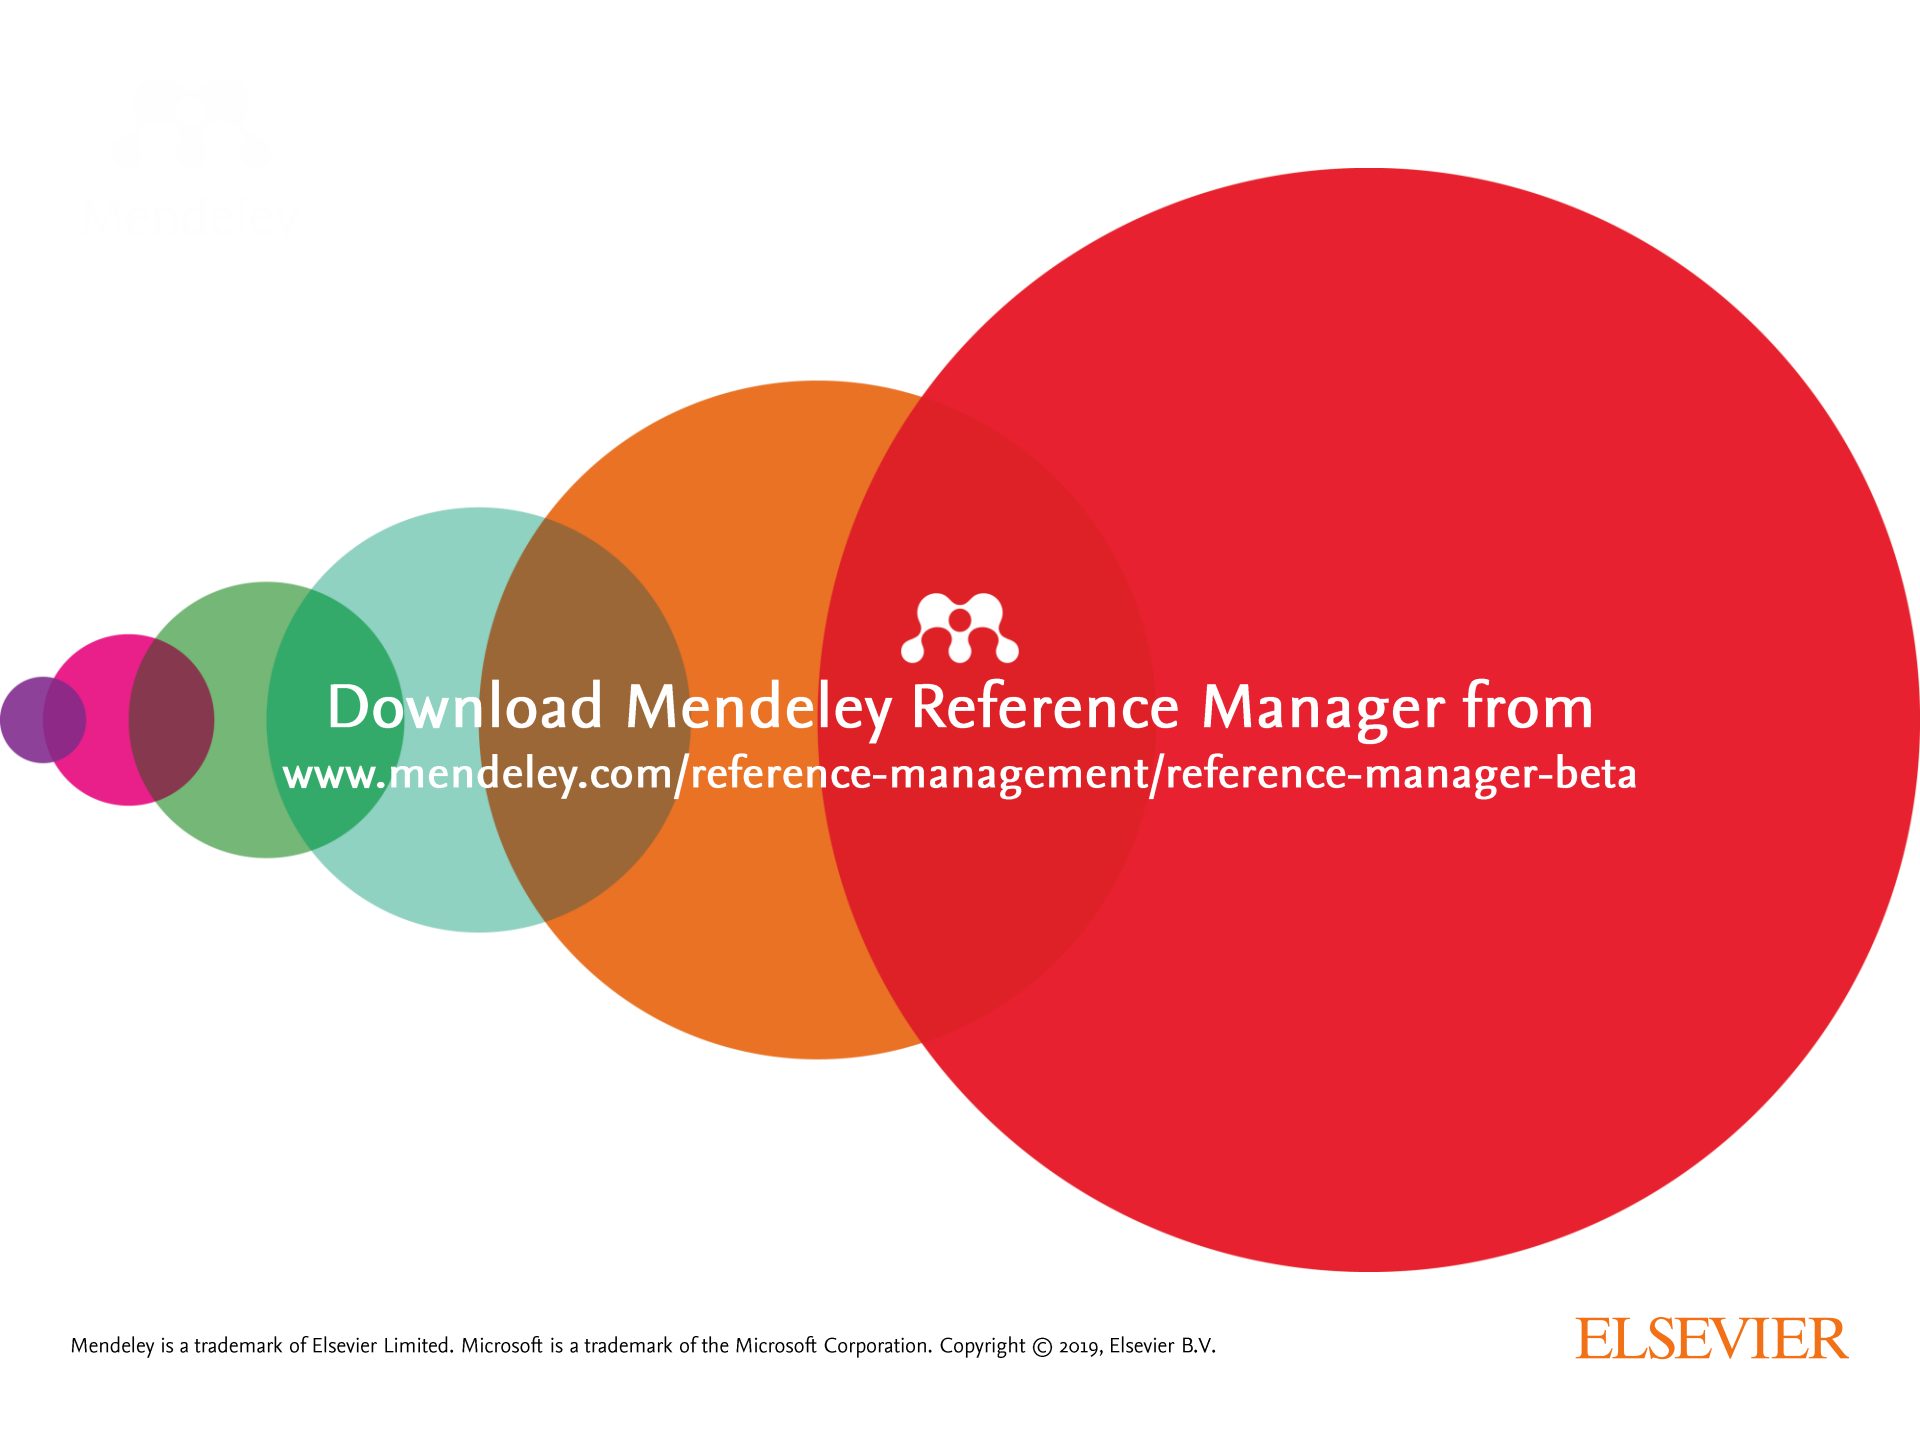 Mendeley
Download Mendeley Reference Manager from
www.mendeley.com/reference-management/reference-manager-beta
Mendeley is a trademark of Elsevier Limited. Microsoft is a trademark of the Microsoft Corporation. Copyright © 2019, Elsevier B.V.
ELSEVIER